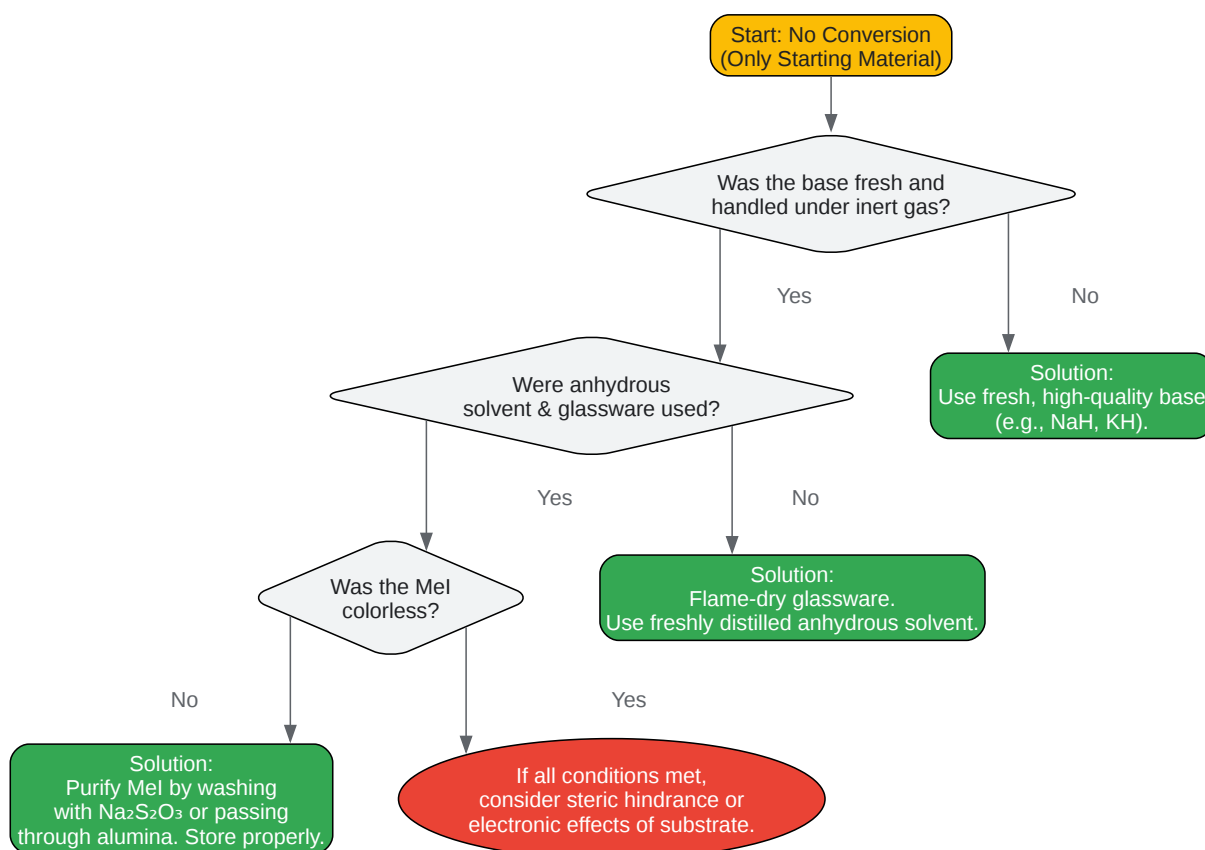 Start: No Conversion
(Only Starting Material)
Was the base fresh and
handled under inert gas?
Yes
No
Were anhydrous
solvent & glassware used?
Solution:
Use fresh, high-quality base
(e.g., NaH, KH).
Yes
No
Was the MeI
colorless?
Solution:
Flame-dry glassware.
Use freshly distilled anhydrous solvent.
No
Yes
Solution:
Purify MeI by washing
with Na₂S₂O₃ or passing
through alumina. Store properly.
If all conditions met,
consider steric hindrance or
electronic effects of substrate.